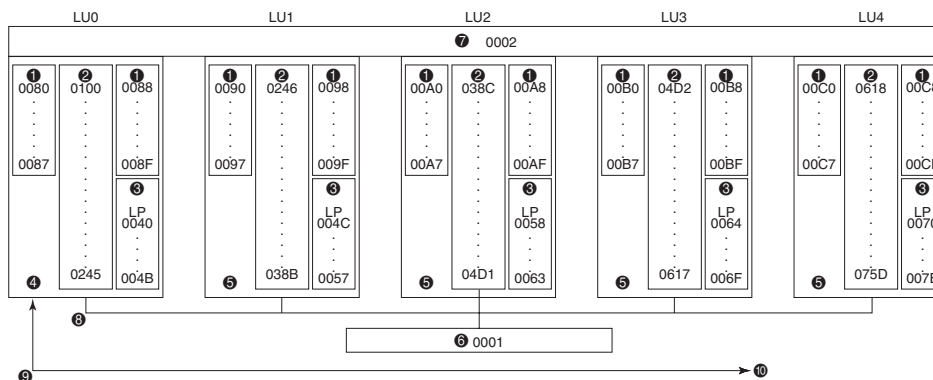 LU0 LU1 LU2 LU3 LU4
❼ 0002
❶ ❷ ❶ ❶ ❷ ❶ ❶ ❷ ❶ ❶ ❷ ❶ ❶ ❷ ❶
0080 0100 0088 0090 0246 0098 00A0 038C 00A8 00B0 04D2 00B8 00C0 0618
0087 008F 0097 009F 00A7 00AF 00B7 00BF 00C7
❸ ❸ ❸ ❸ ❸
LP LP LP LP LP
0040 004C 0058 0064 0070
❹ 0245 004B ❺ 038B 0057 ❺ 04D1 0063 ❺ 0617 006F ❺ 075D
❽
❻ 0001
❾ ❿